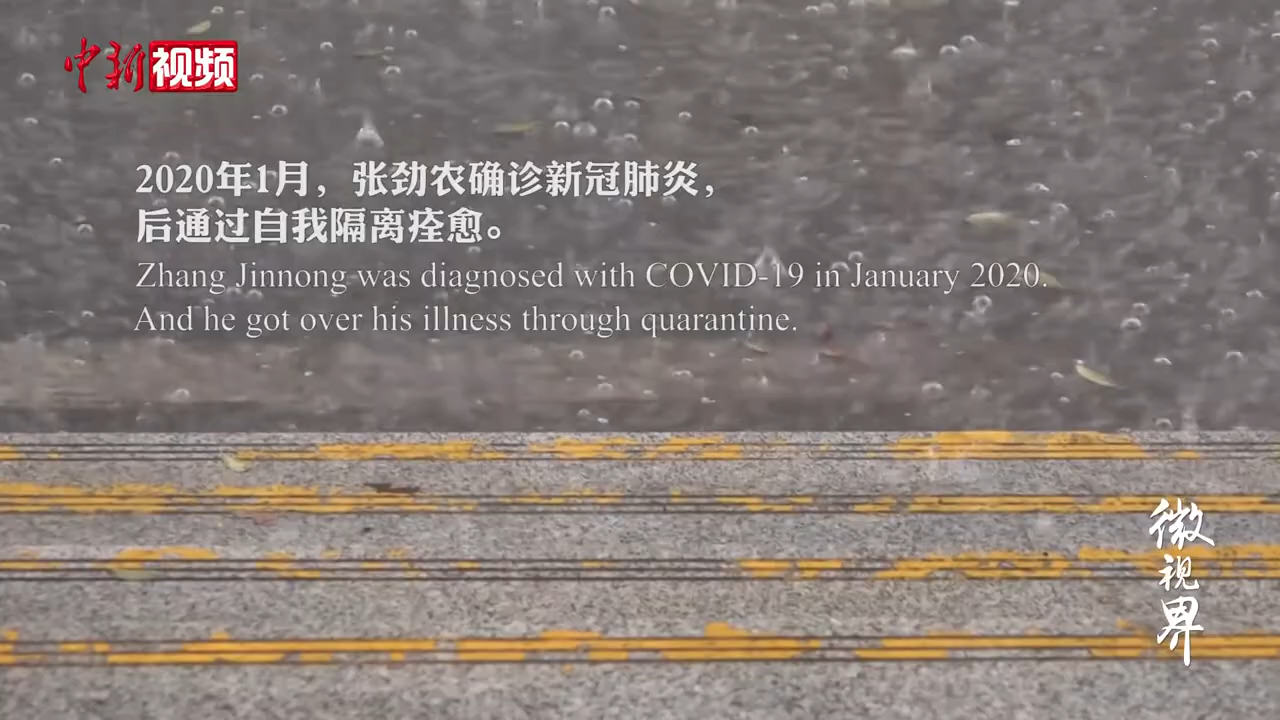 中新视频
2020年1月，张劲农确诊新冠肺炎，
后通过自我隔离痊愈。
Zhang Jinnong was diagnosed with COVID-19 in January 2020.
And he got over his illness through quarantine.
微视界